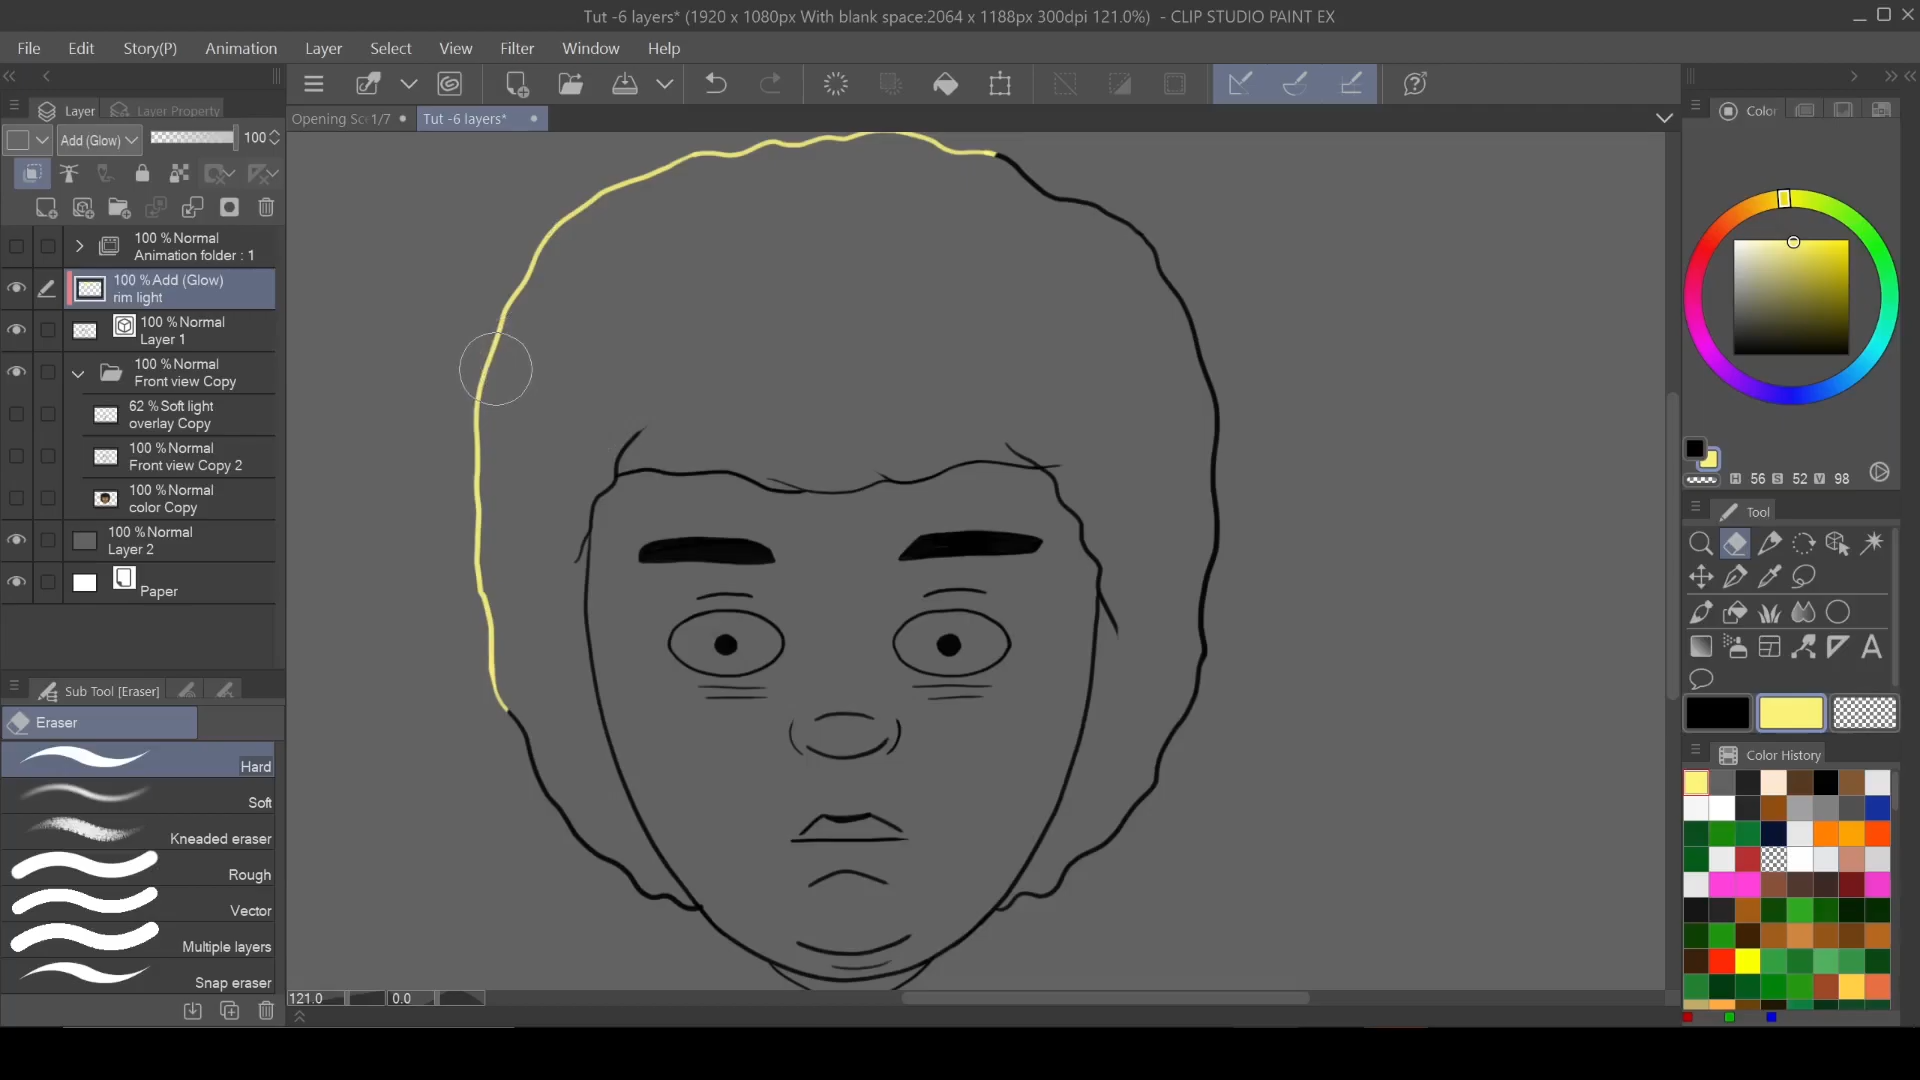 Tut -6 layers* (1920 x 1080px With blank space:2064 x 1188px 300dpi 121.0%) - CLIP STUDIO PAINT EX
File Edit Story(P) Animation Layer Select View Filter Window Help
Layer Layer Property
Opening Sc 1/7 Tut -6 layers*
Color
Add (Glow) 100
100 %Normal
Animation folder : 1
100 %Add (Glow)
rim light
100 %Normal
Layer 1
100 %Normal
Front view Copy
62 %Soft light
overlay Copy
100 %Normal
Front view Copy 2
100 %Normal
color Copy
100 %Normal
Layer 2
Paper
H 56 S 52 V 98
Tool
A
Sub Tool [Eraser]
Eraser
Hard
Soft
Kneaded eraser
Rough
Vector
Multiple layers
Snap eraser
Color History
121.0 0.0